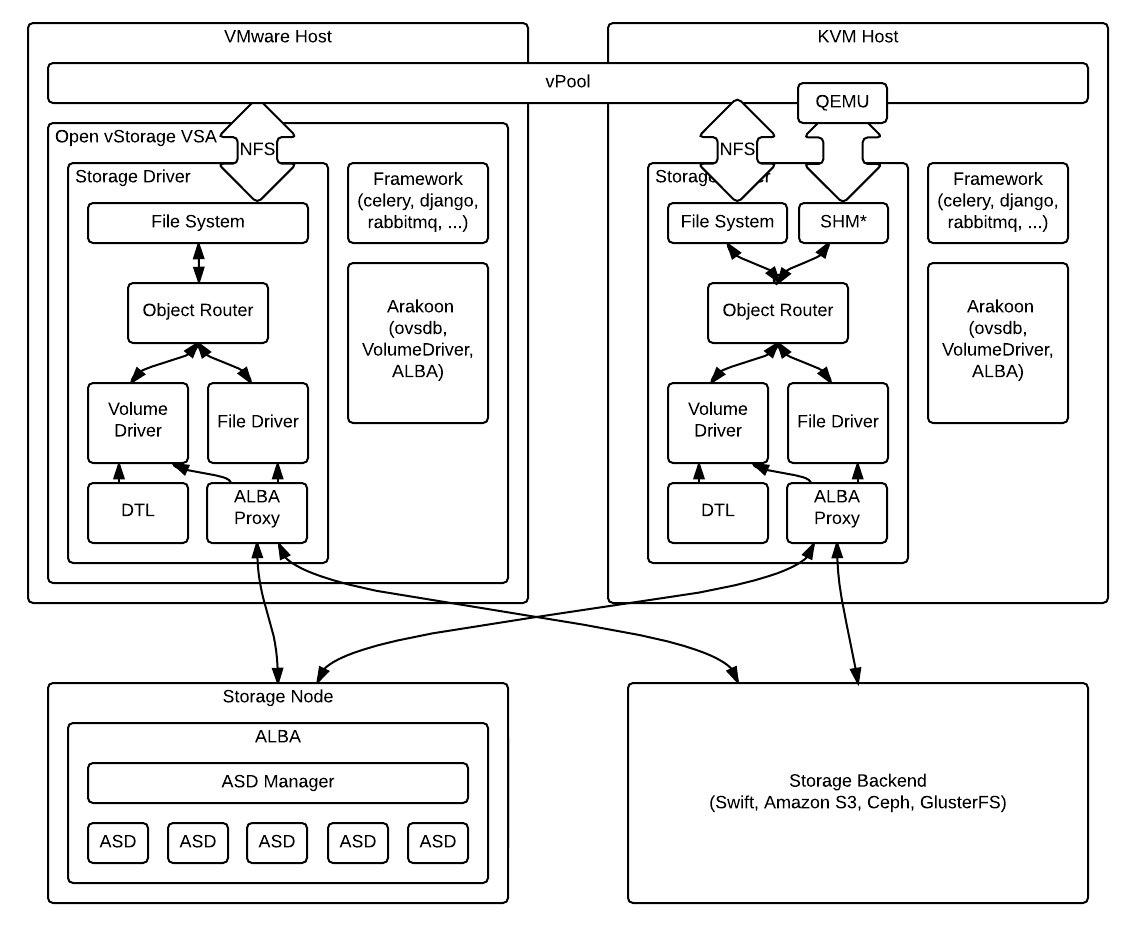 VMware Host
KVM Host
vPool
QEMU
Open vStorage VSA
NFS
NFS
Storage Driver
Framework
(celery, django,
rabbitmq, ...)
File System
Object Router
Arakoon
(ovsdb,
VolumeDriver,
ALBA)
Volume
Driver
File Driver
DTL
ALBA
Proxy
Storage
File System
SHM*
Framework
(celery, django,
rabbitmq, ...)
Object Router
Arakoon
(ovsdb,
VolumeDriver,
ALBA)
Volume
Driver
File Driver
DTL
ALBA
Proxy
Storage Node
ALBA
ASD Manager
ASD
ASD
ASD
ASD
ASD
Storage Backend
(Swift, Amazon S3, Ceph, GlusterFS)